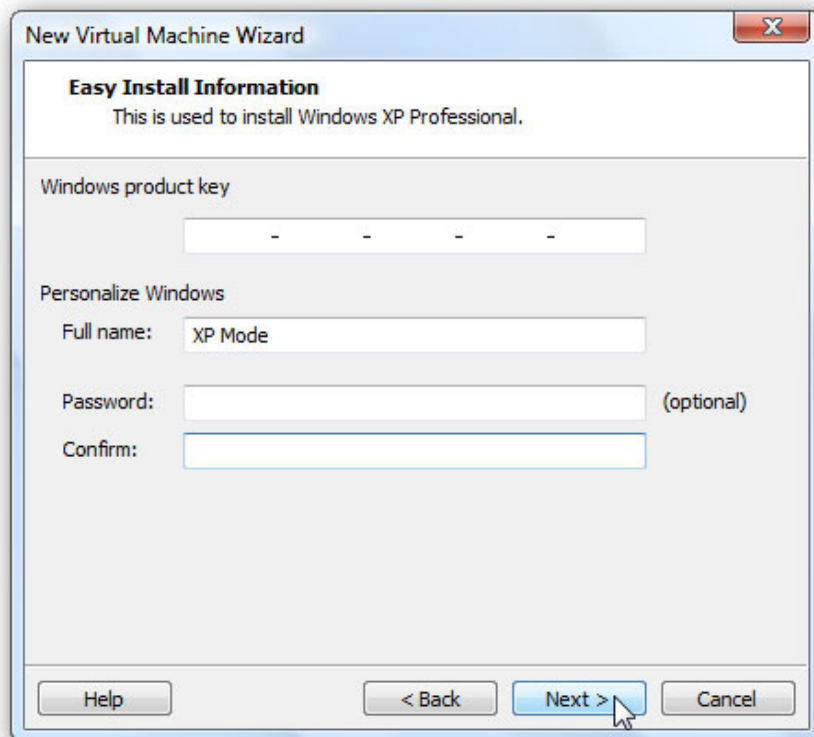 New Virtual Machine Wizard
Easy Install Information
This is used to install Windows XP Professional.
Windows product key
- - - -
Personalize Windows
Full name: XP Mode
Password: (optional)
Confirm:
Help < Back Next > Cancel